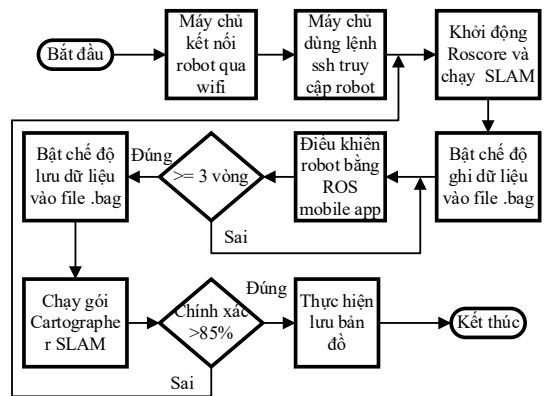 Bắt đầu
Máy chủ
kết nối
robot qua
wifi
Máy chủ
dùng lệnh
ssh truy
cập robot
Khởi động
Roscore và
chạy SLAM
Bật chế độ
ghi dữ liệu
vào file .bag
Điều khiên
robot bằng
ROS
mobile app
>= 3 vòng
Đúng
Sai
Bật chế độ
lưu dữ liệu
vào file .bag
Chạy gói
Cartographe
r SLAM
Chính xác
>85%
Đúng
Sai
Thực hiện
lưu bản
đồ
Kết thúc